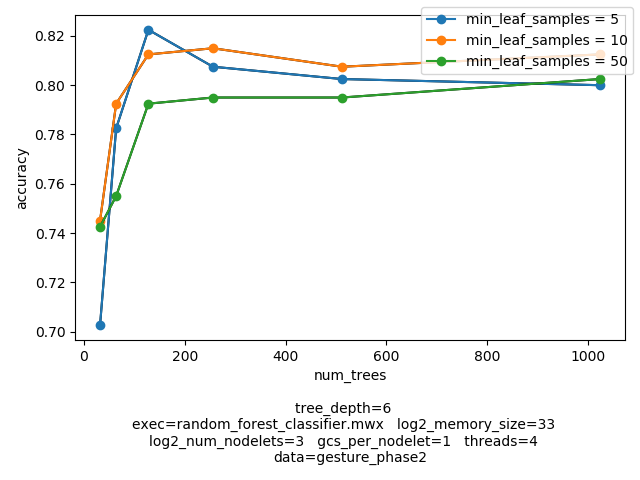 min_leaf_samples = 5
min_leaf_samples = 10
min_leaf_samples = 50
0.82
0.80
0.78
0.76
0.74
0.72
0.70
accuracy
0
200
400
600
800
1000
num_trees
tree_depth=6
exec=random_forest_classifier.mwx log2_memory_size=33
log2_num_nodelets=3 gcs_per_nodelet=1 threads=4
data=gesture_phase2